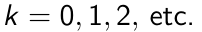 k = 0, 1, 2, etc.